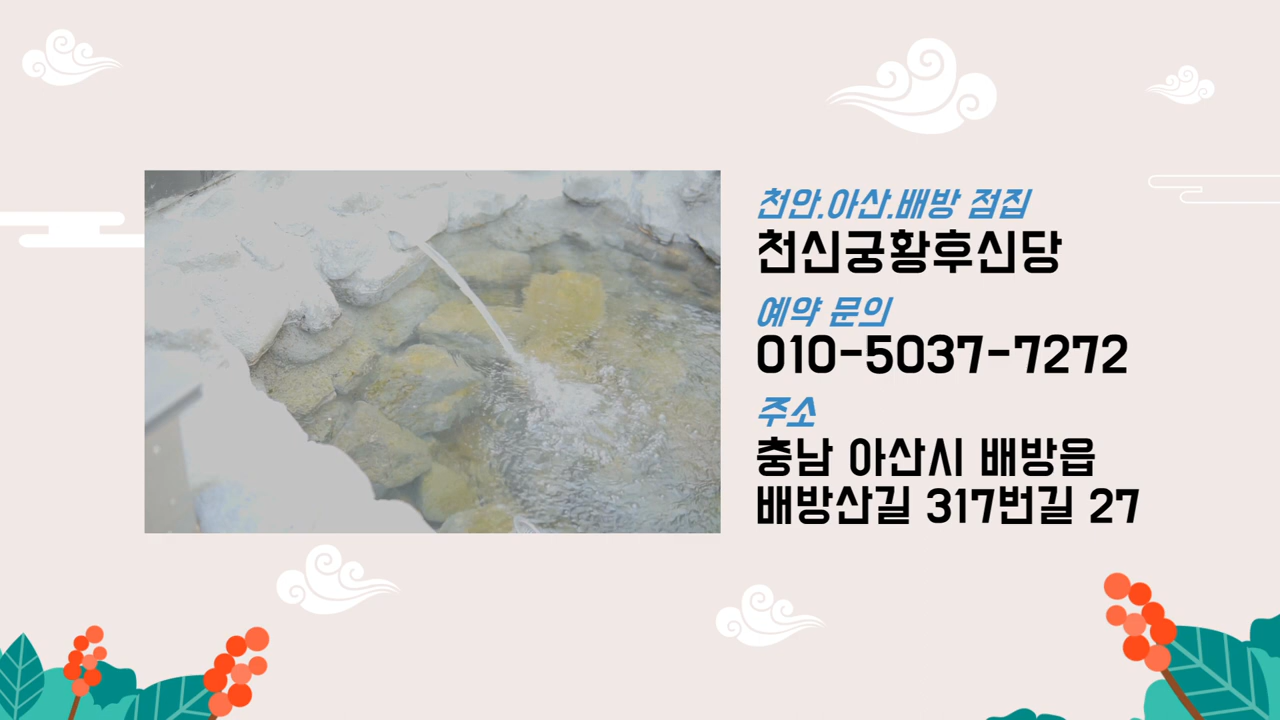 천안.아산.배방 점집
천신궁황후신당
예약 문의
010-5037-7272
주소
충남 아산시 배방읍
배방산길 317번길 27